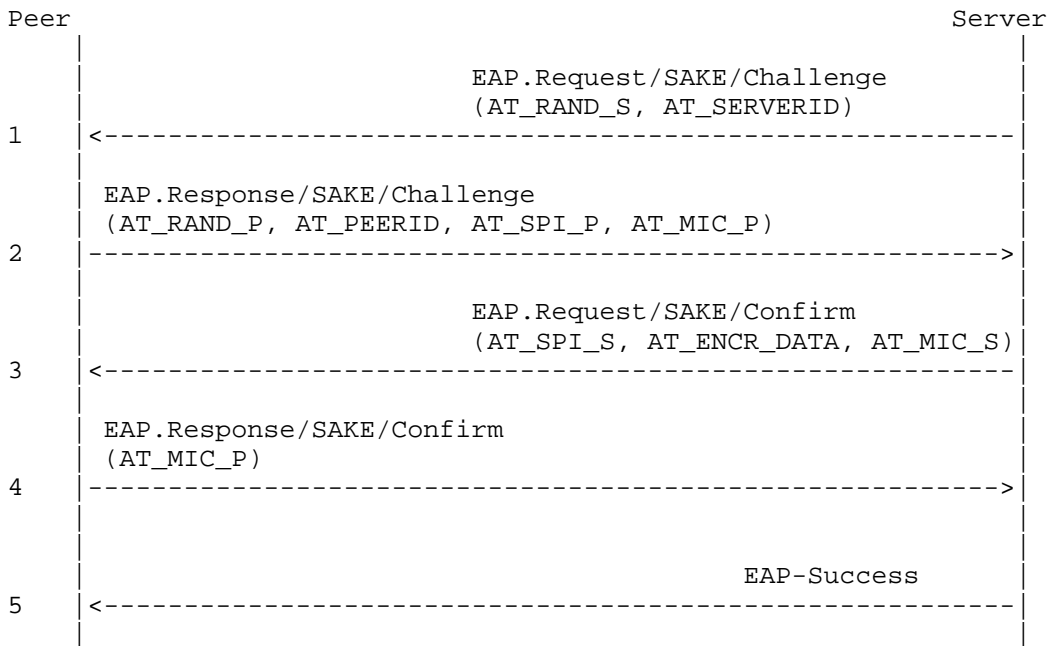 Peer Server
EAP.Request/SAKE/Challenge
(AT_RAND_S, AT_SERVERID)
1 |<----------------------------------------------------------|
EAP.Response/SAKE/Challenge
(AT_RAND_P, AT_PEERID, AT_SPI_P, AT_MIC_P)
2 |---------------------------------------------------------->|
EAP.Request/SAKE/Confirm
(AT_SPI_S, AT_ENCR_DATA, AT_MIC_S)
3 |<----------------------------------------------------------|
EAP.Response/SAKE/Confirm
(AT_MIC_P)
4 |---------------------------------------------------------->|
EAP-Success
5 |<----------------------------------------------------------|